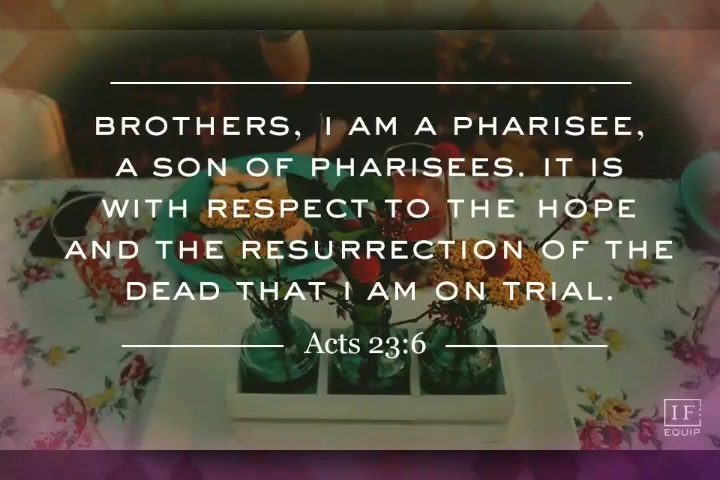 BROTHERS, I AM A PHARISEE,
A SON OF PHARISEES. IT IS
WITH RESPECT TO THE HOPE
AND THE RESURRECTION OF THE
DEAD THAT I AM ON TRIAL.
Acts 23:6
IF:
EQUIP